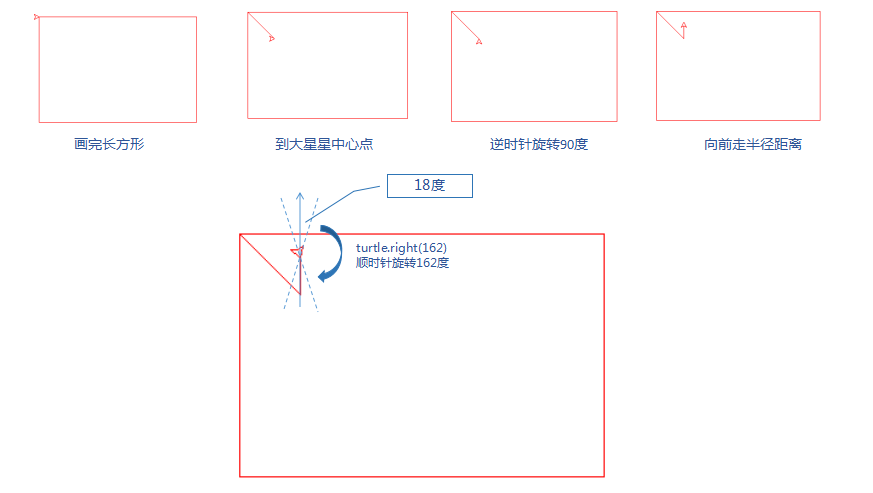 画完长方形
到大星星中心点
逆时针旋转90度
向前走半径距离
18度
turtle.right(162)
顺时针旋转162度